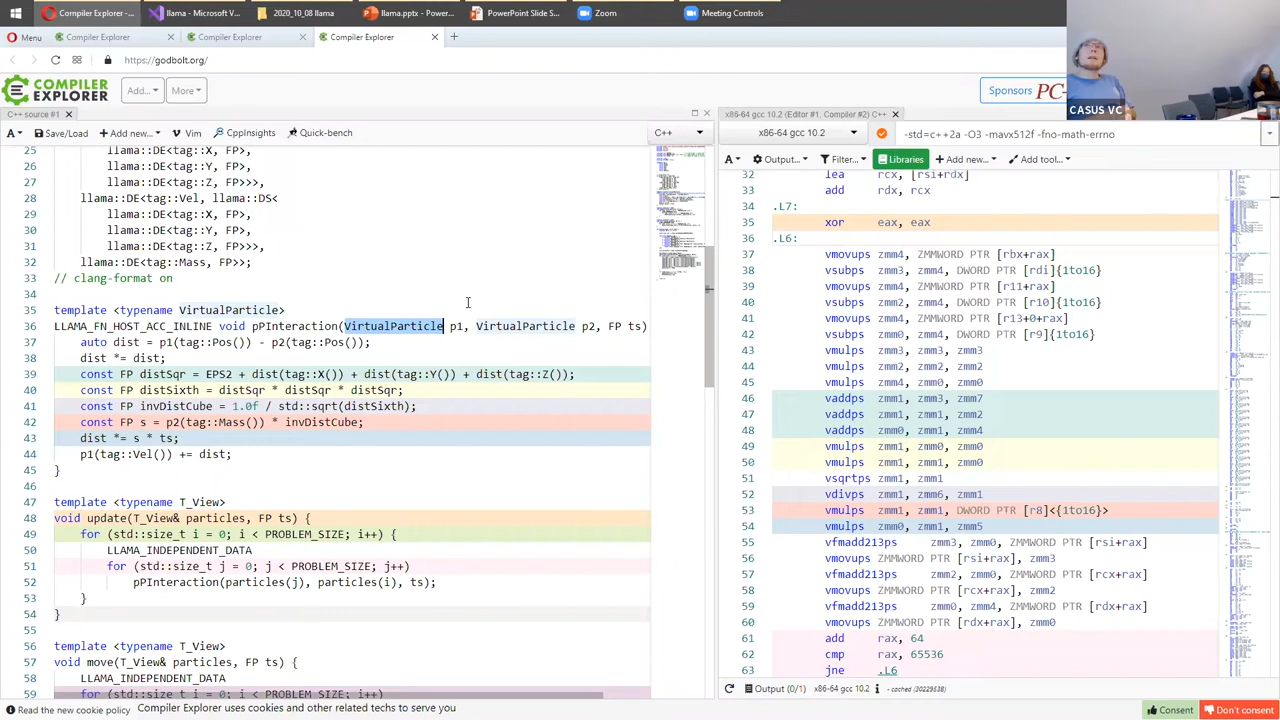 Compiler Explorer -...
llama - Microsoft V...
2020_10_08 llama
llama.pptx - Power...
PowerPoint Slide S...
Zoom
Meeting Controls
Menu
Compiler Explorer
Compiler Explorer
Compiler Explorer
https://godbolt.org/
COMPILER
EXPLORER
Add...
More
Sponsors
PC-
CASUS VC
C++ source #1
x86-64 gcc 10.2 (Editor #1, Compiler #2) C++
A
Save/Load
Add new...
Vim
CppInsights
Quick-bench
C++
x86-64 gcc 10.2
-std=c++2a -O3 -mavx512f -fno-math-errno
A
Output...
Filter...
Libraries
Add new...
Add tool...
25 llama::DE<tag::X, FP>,
26 llama::DE<tag::Y, FP>,
27 llama::DE<tag::Z, FP>>>,
28 llama::DE<tag::Vel, llama::DS<
29 llama::DE<tag::X, FP>,
30 llama::DE<tag::Y, FP>,
31 llama::DE<tag::Z, FP>>>,
32 llama::DE<tag::Mass, FP>>>
33 // clang-format on
34
35 template <typename VirtualParticle>
36 LLAMA_FN_HOST_ACC_INLINE void pPInteraction(VirtualParticle p1, VirtualParticle p2, FP ts)
37 auto dist = p1(tag::Pos()) - p2(tag::Pos());
38 dist *= dist;
39 const FP distSqr = EPS2 + dist(tag::X()) + dist(tag::Y()) + dist(tag::Z());
40 const FP distSixth = distSqr * distSqr * distSqr;
41 const FP invDistCube = 1.0f / std::sqrt(distSixth);
42 const FP s = p2(tag::Mass()) * invDistCube;
43 dist *= s * ts;
44 p1(tag::Vel()) += dist;
45 }
46
47 template <typename T_View>
48 void update(T_View& particles, FP ts) {
49 for (std::size_t i = 0; i < PROBLEM_SIZE; i++) {
50 LLAMA_INDEPENDENT_DATA
51 for (std::size_t j = 0; j < PROBLEM_SIZE; j++)
52 pPInteraction(particles(j), particles(i), ts);
53 }
54 }
55
56 template <typename T_View>
57 void move(T_View& particles, FP ts) {
58 LLAMA_INDEPENDENT_DATA
59 for (std::size_t i = 0; i < PROBLEM_SIZE; i++)
32 lea rcx, [rsi+rdx]
33 add rdx, rcx
34 .L7:
35 xor eax, eax
36 .L6:
37 vmovups zmm4, ZMMWORD PTR [rbx+rax]
38 vsubps zmm3, zmm4, DWORD PTR [rdi]{1to16}
39 vmovups zmm4, ZMMWORD PTR [r11+rax]
40 vsubps zmm2, zmm4, DWORD PTR [r10]{1to16}
41 vmovups zmm4, ZMMWORD PTR [r13+0+rax]
42 vsubps zmm0, zmm4, DWORD PTR [r9]{1to16}
43 vmulps zmm3, zmm3, zmm3
44 vmulps zmm2, zmm2, zmm2
45 vmulps zmm4, zmm0, zmm0
46 vaddps zmm1, zmm3, zmm7
47 vaddps zmm1, zmm1, zmm2
48 vaddps zmm0, zmm1, zmm4
49 vmulps zmm1, zmm0, zmm0
50 vmulps zmm1, zmm1, zmm0
51 vsqrtps zmm1, zmm1
52 vdivps zmm1, zmm6, zmm1
53 vmulps zmm1, zmm1, DWORD PTR [r8]<{1to16}>
54 vmulps zmm0, zmm1, zmm5
55 vfmadd213ps zmm3, zmm0, ZMMWORD PTR [rsi+rax]
56 vmovups ZMMWORD PTR [rsi+rax], zmm3
57 vfmadd213ps zmm2, zmm0, ZMMWORD PTR [rcx+rax]
58 vmovups ZMMWORD PTR [rcx+rax], zmm2
59 vfmadd213ps zmm0, zmm4, ZMMWORD PTR [rdx+rax]
60 vmovups ZMMWORD PTR [rdx+rax], zmm0
61 add rax, 64
62 cmp rax, 65536
63 jne .L6
Output (0/1) x86-64 gcc 10.2 - cached (30229538)
Read the new cookie policy
Compiler Explorer uses cookies and other related techs to serve you
Consent
Don't consent